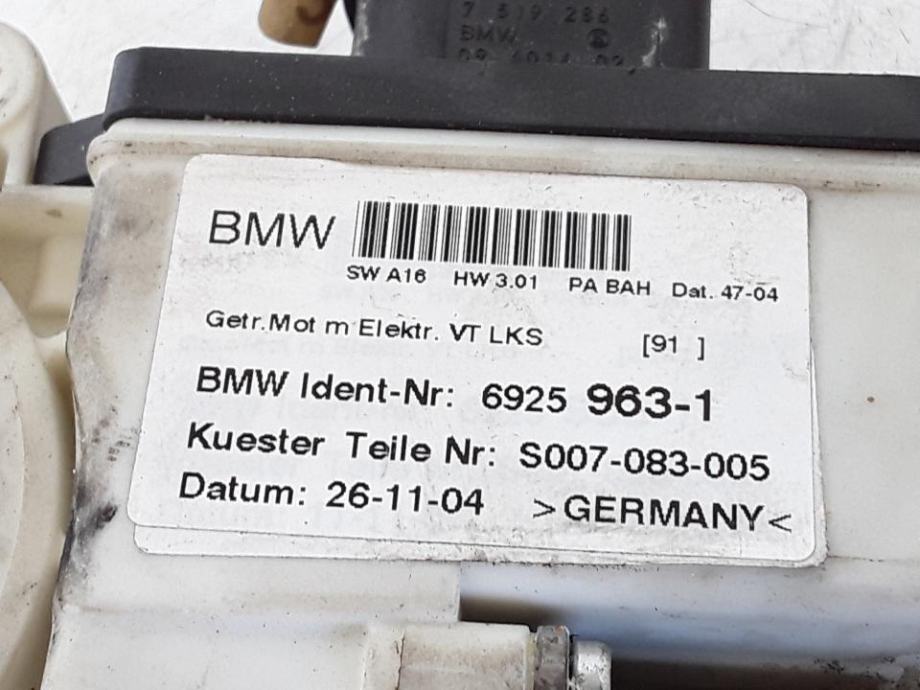 7 519 286
BMW
BMW
SW A16 HW 3.01 PA BAH Dat. 47-04
Getr.Mot m Elektr. VT LKS [91 ]
BMW Ident-Nr: 6925 963-1
Kuester Teile Nr: S007-083-005
Datum: 26-11-04 >GERMANY<